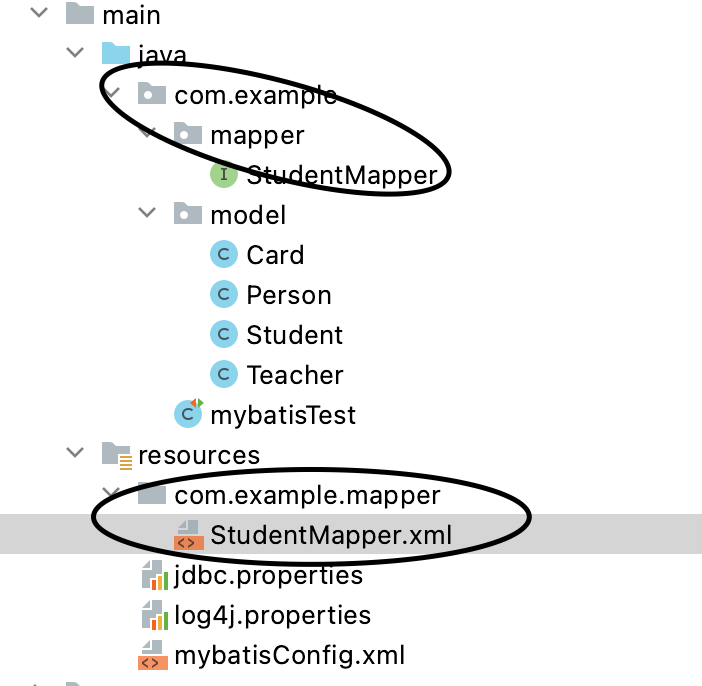 main
java
com.example
mapper
StudentMapper
model
Card
Person
Student
Teacher
mybatisTest
resources
com.example.mapper
StudentMapper.xml
jdbc.properties
log4j.properties
mybatisConfig.xml